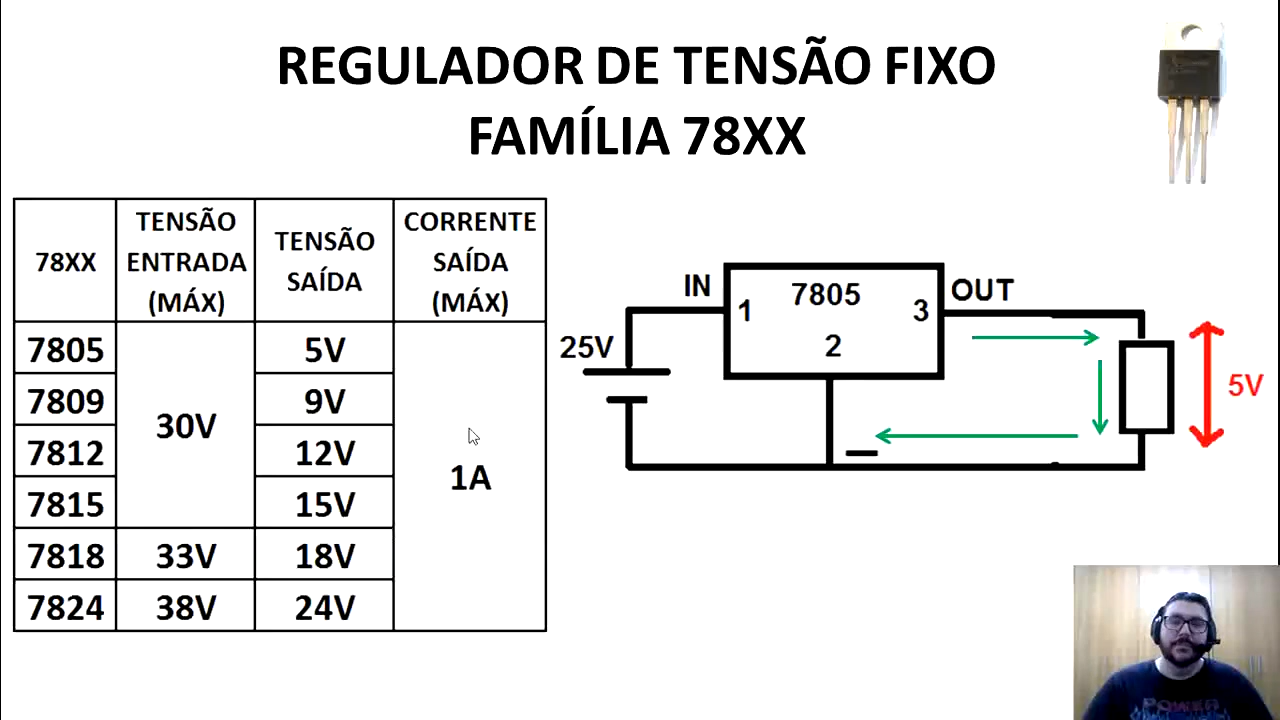 REGULADOR DE TENSÃO FIXO
FAMÍLIA 78XX
78XX
TENSÃO
ENTRADA
(MÁX)
TENSÃO
SAÍDA
CORRENTE
SAÍDA
(MÁX)
7805
30V
5V
1A
7809
9V
7812
12V
7815
15V
7818
33V
18V
7824
38V
24V
IN
7805
OUT
1
3
2
25V
5V
POWER